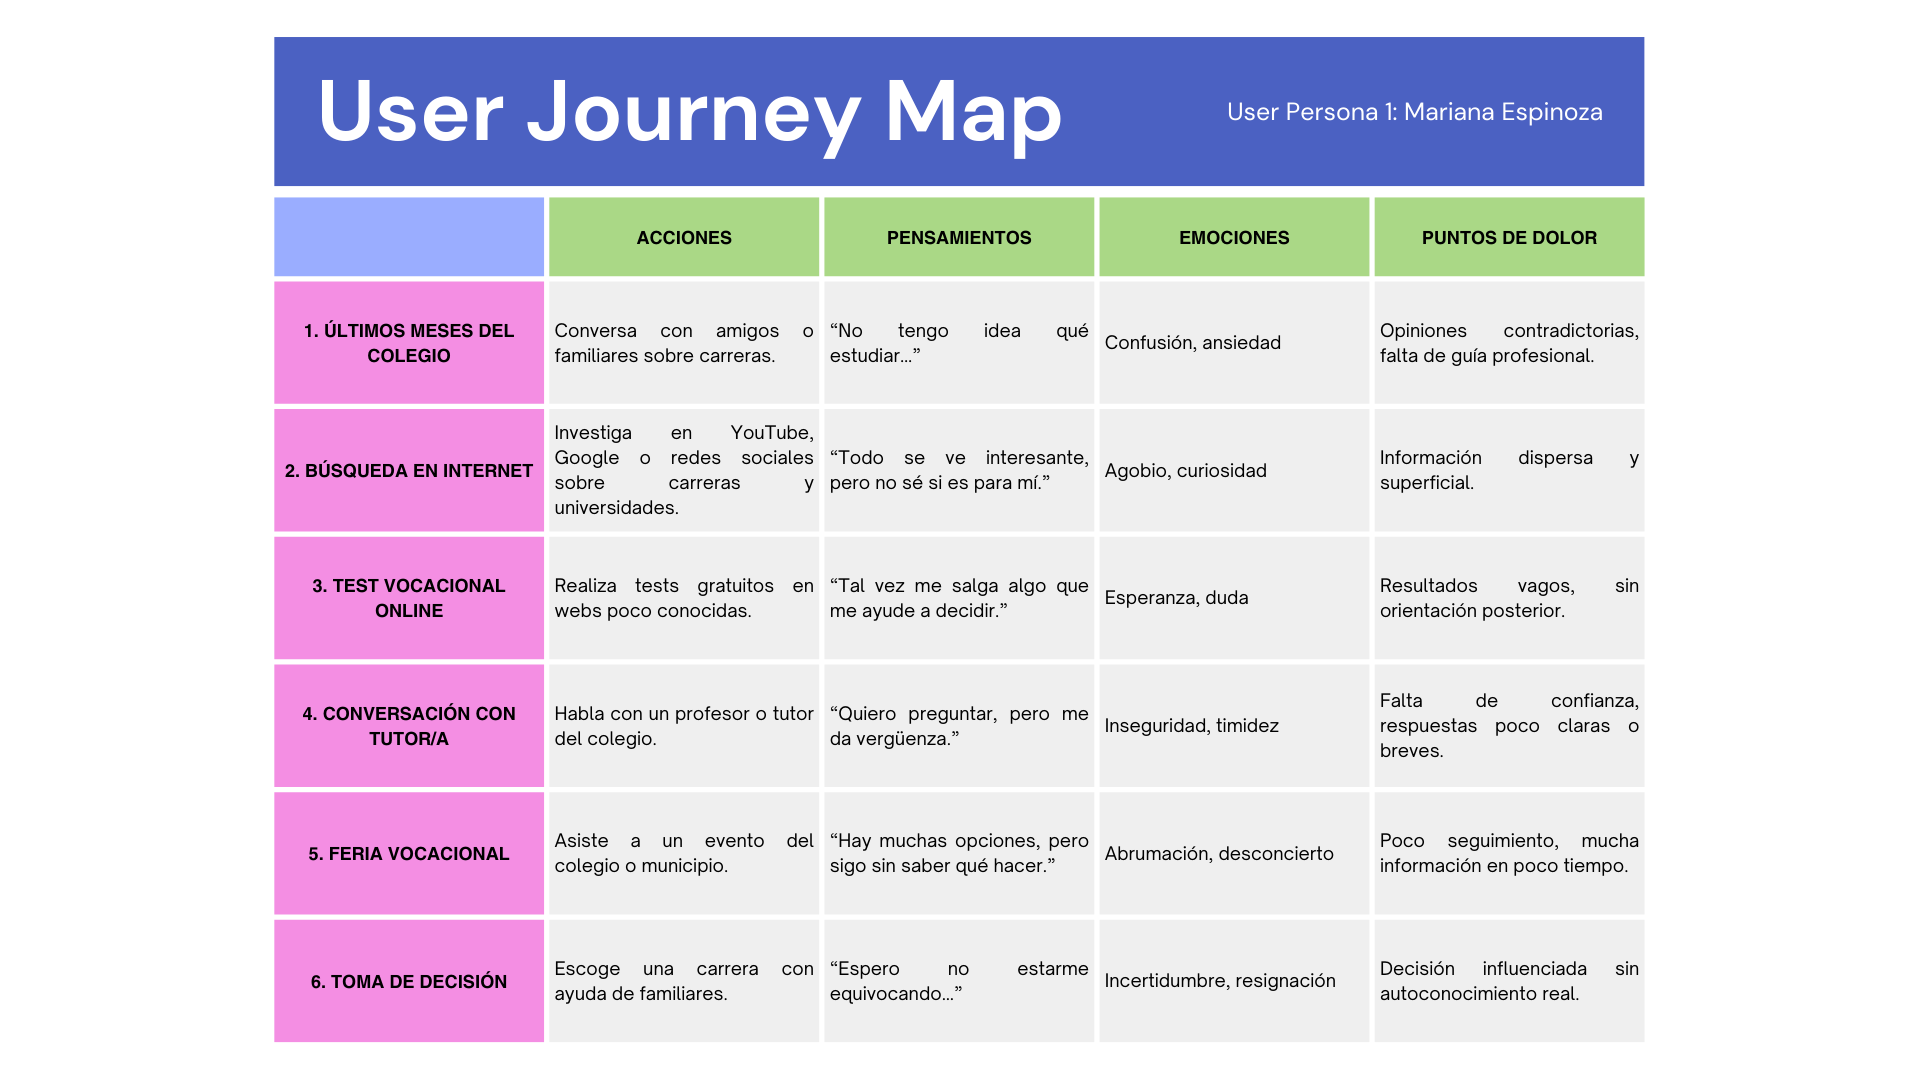 User Journey Map
User Persona 1: Mariana Espinoza
ACCIONES
PENSAMIENTOS
EMOCIONES
PUNTOS DE DOLOR
1. ÚLTIMOS MESES DEL
COLEGIO
Conversa con amigos o
familiares sobre carreras.
“No tengo idea qué
estudiar...”
Confusión, ansiedad
Opiniones contradictorias,
falta de guía profesional.
2. BÚSQUEDA EN INTERNET
Investiga en YouTube,
Google o redes sociales
sobre carreras y
universidades.
“Todo se ve interesante,
pero no sé si es para mí.”
Agobio, curiosidad
Información dispersa y
superficial.
3. TEST VOCACIONAL
ONLINE
Realiza tests gratuitos en
webs poco conocidas.
“Tal vez me salga algo que
me ayude a decidir.”
Esperanza, duda
Resultados vagos, sin
orientación posterior.
4. CONVERSACIÓN CON
TUTOR/A
Habla con un profesor o tutor
del colegio.
“Quiero preguntar, pero me
da vergüenza.”
Inseguridad, timidez
Falta de confianza,
respuestas poco claras o
breves.
5. FERIA VOCACIONAL
Asiste a un evento del
colegio o municipio.
“Hay muchas opciones, pero
sigo sin saber qué hacer.”
Abrumación, desconcierto
Poco seguimiento, mucha
información en poco tiempo.
6. TOMA DE DECISIÓN
Escoge una carrera con
ayuda de familiares.
“Espero no estarme
equivocando...”
Incertidumbre, resignación
Decisión influenciada sin
autoconocimiento real.